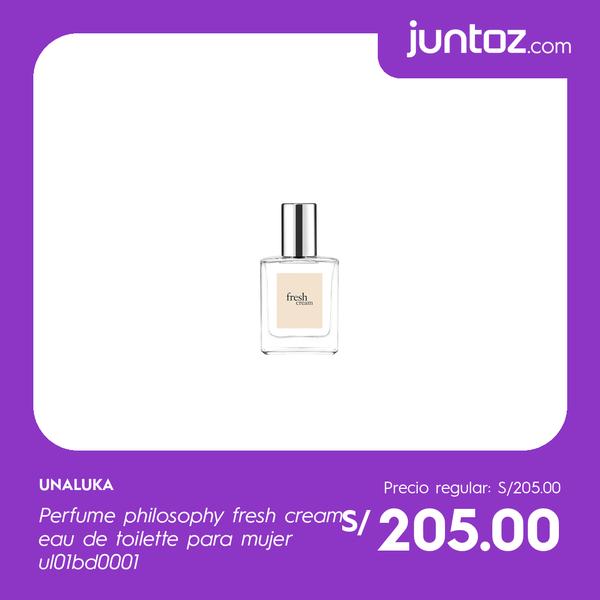 juntoz.com
fresh
cream
UNALUKA
Perfume philosophy fresh cream
eau de toilette para mujer
ul01bd0001
Precio regular: S/205.00
S/ 205.00